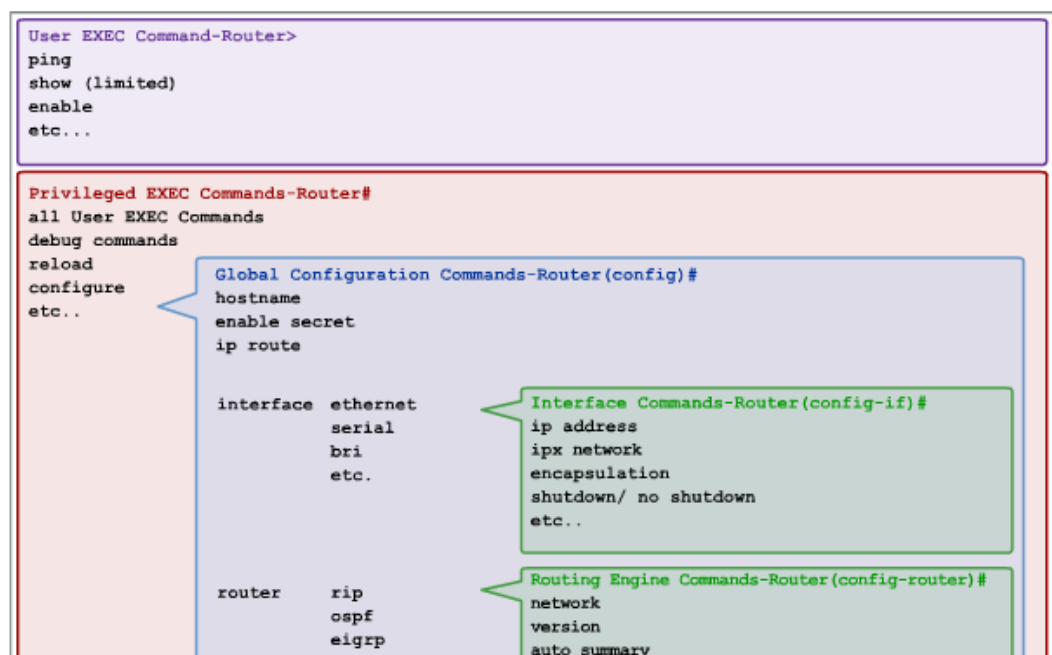 User EXEC Command-Router>
ping
show (limited)
enable
etc...
Privileged EXEC Commands-Router#
all User EXEC Commands
debug commands
reload
configure
etc..
Global Configuration Commands-Router(config)#
hostname
enable secret
ip route
interface ethernet
serial
bri
etc.
Interface Commands-Router(config-if)#
ip address
ipx network
encapsulation
shutdown/ no shutdown
etc..
router rip
ospf
eigrp
Routing Engine Commands-Router(config-router)#
network
version
auto summary